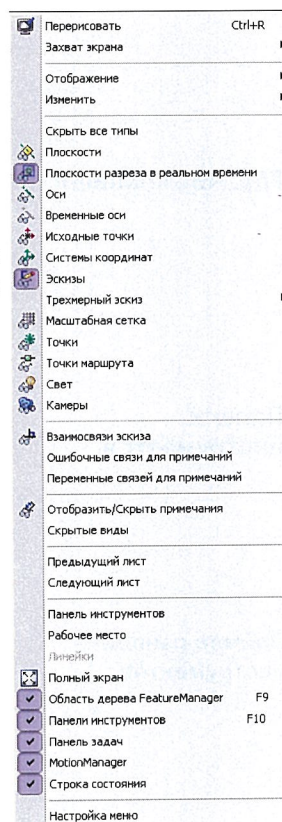 Перерисовать Ctrl+R
Захват экрана
Отображение
Изменить
Скрыть все типы
Плоскости
Плоскости разреза в реальном времени
Оси
Временные оси
Исходные точки
Системы координат
Эскизы
Трехмерный эскиз
Масштабная сетка
Точки
Точки маршрута
Свет
Камеры
Взаимосвязи эскиза
Ошибочные связи для примечаний
Переменные связей для примечаний
Отобразить/Скрыть примечания
Скрытые виды
Предыдущий лист
Следующий лист
Панель инструментов
Рабочее место
Линейки
Полный экран
Область дерева FeatureManager F9
Панели инструментов F10
Панель задач
MotionManager
Строка состояния
Настройка меню